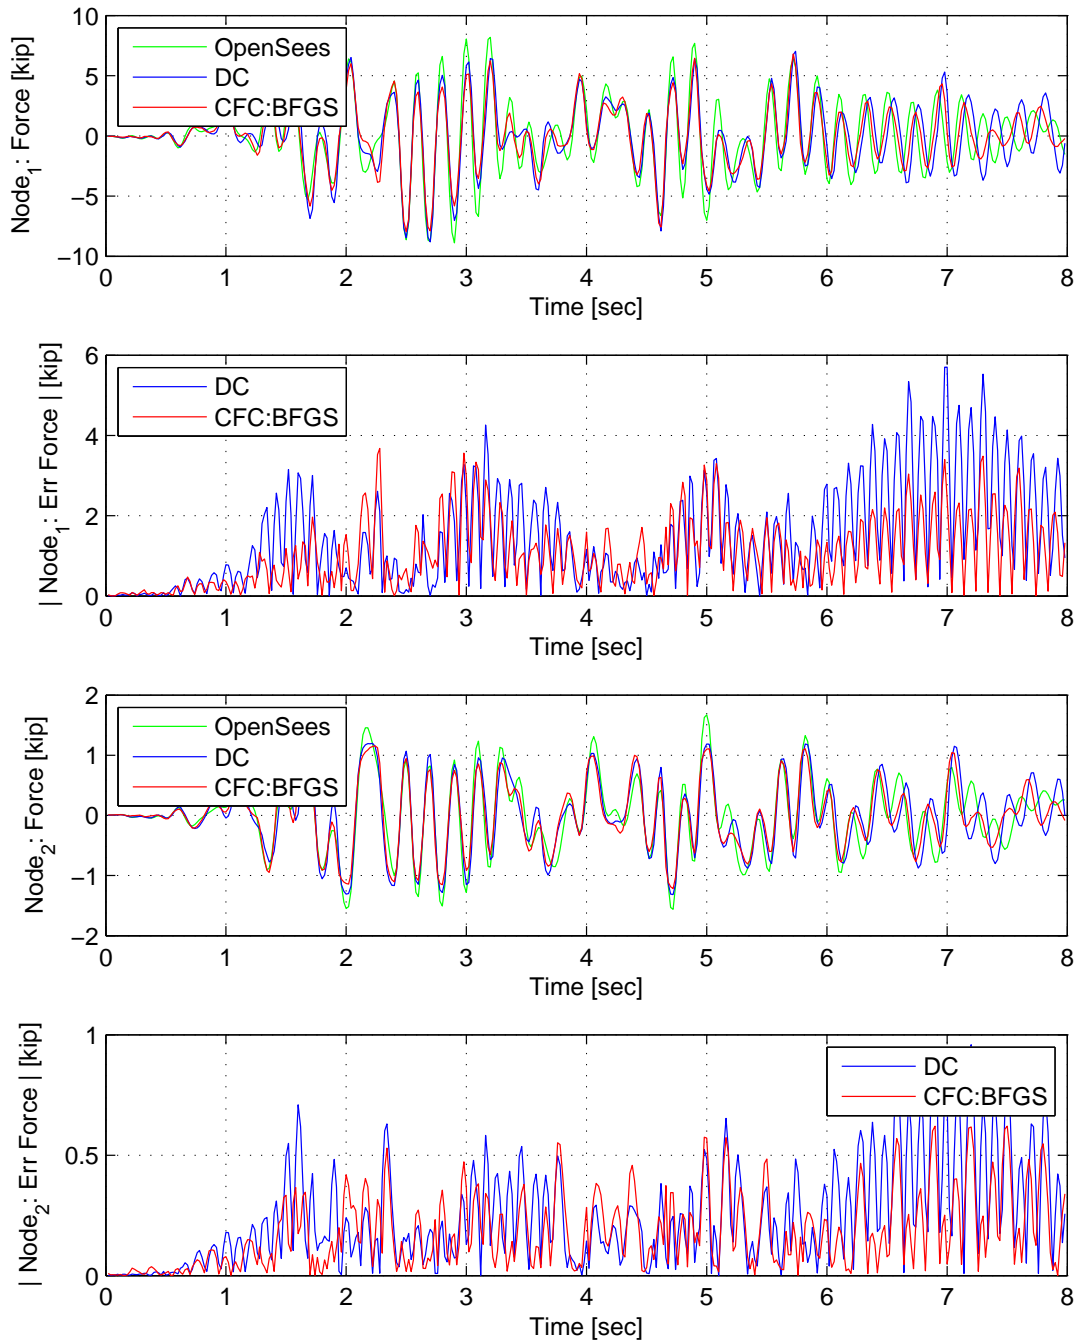 Node1: Force [kip]
10
5
0
−5
−10
OpenSees
DC
CFC:BFGS
0 1 2 3 4 5 6 7 8
Time [sec]
| Node1: Err Force | [kip]
6
4
2
0
DC
CFC:BFGS
0 1 2 3 4 5 6 7 8
Time [sec]
Node2: Force [kip]
2
1
0
−1
−2
OpenSees
DC
CFC:BFGS
0 1 2 3 4 5 6 7 8
Time [sec]
| Node2: Err Force | [kip]
1
0.5
0
DC
CFC:BFGS
0 1 2 3 4 5 6 7 8
Time [sec]